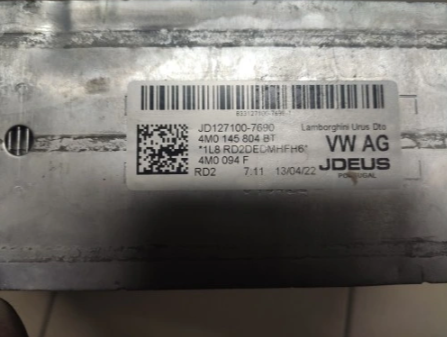 JD127100-7690
Lamborghini Urus Dto
4M0 145 804 BT
VW AG
*1L8 RD2DEDMHFH6*
4M0 094 F
JDEUS
PORTUGAL
RD2 7:11 13/04/22